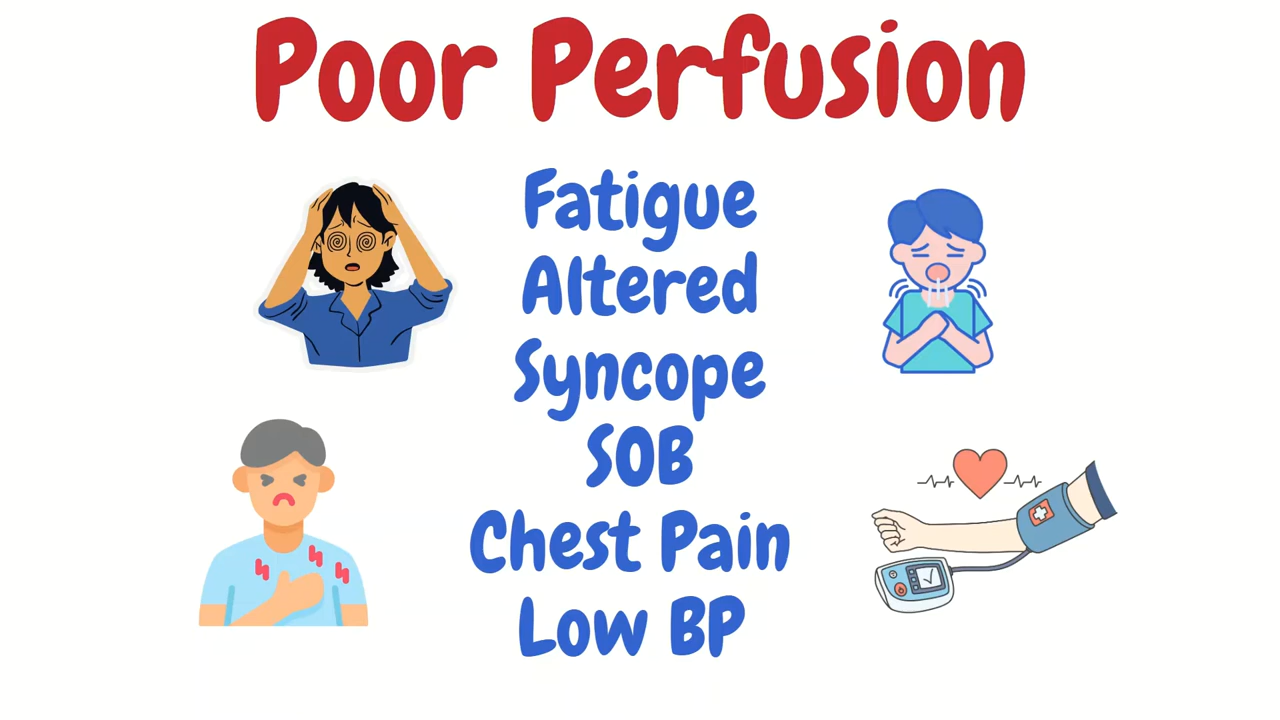 Poor Perfusion
Fatigue
Altered
Syncope
SOB
Chest Pain
Low BP